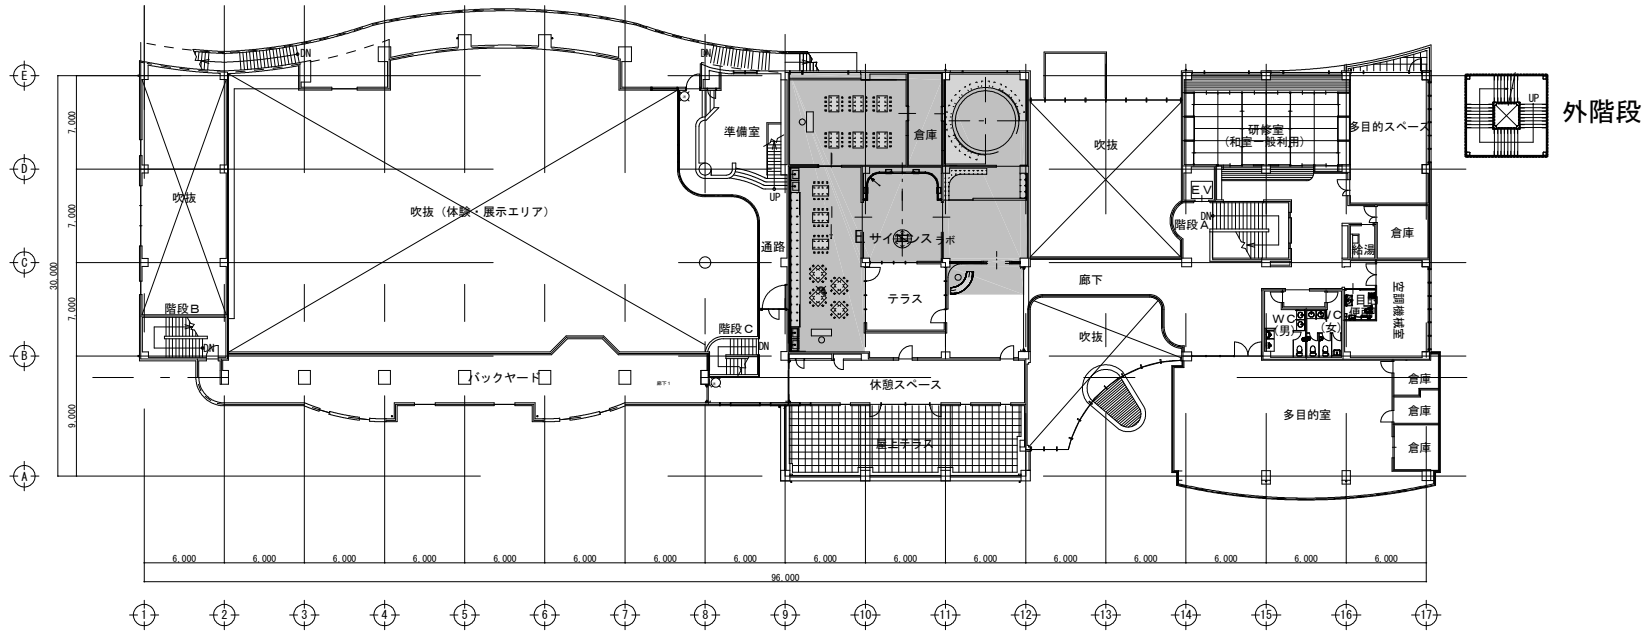 DN
DN
E
UP
外階段
7,000
準備室
倉庫
吹抜
研修室
(和室一般利用)
多目的スペース
D
吹抜
UP
EV
7,000
吹抜（体験・展示エリア）
DN
階段A
サイエンスラボ
通路
給湯
倉庫
C
30,000
廊下
テラス
空調機械室
7,000
階段B
階段C
吹抜
WC
(男)
WC
(女)
DN
DN
B
バックヤード
廊下1
休憩スペース
倉庫
倉庫
多目的室
9,000
屋上テラス
倉庫
A
6,000 6,000 6,000 6,000 6,000 6,000 6,000 6,000 6,000 6,000 6,000 6,000 6,000 6,000 6,000 6,000
96,000
1 2 3 4 5 6 7 8 9 10 11 12 13 14 15 16 17